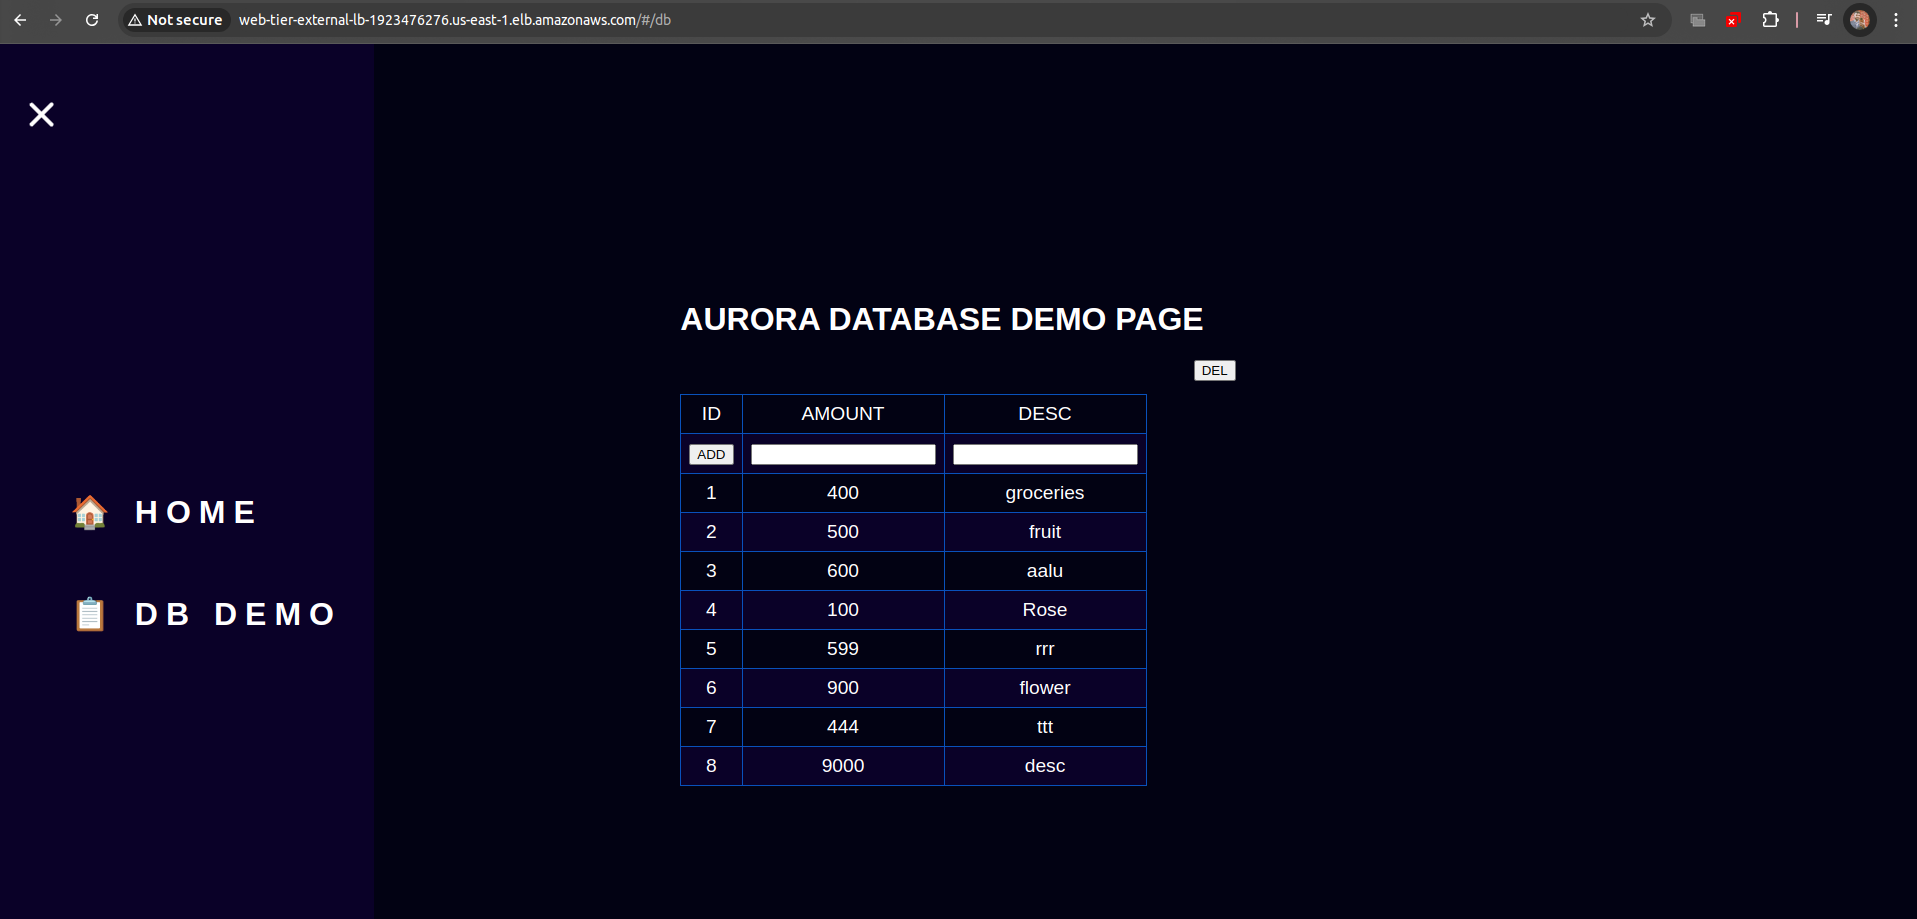 Not secure web-tier-external-lb-1923476276.us-east-1.elb.amazonaws.com/#/db
HOME
DB DEMO
AURORA DATABASE DEMO PAGE
DEL
ID AMOUNT DESC
ADD
1 400 groceries
2 500 fruit
3 600 aalu
4 100 Rose
5 599 rrr
6 900 flower
7 444 ttt
8 9000 desc